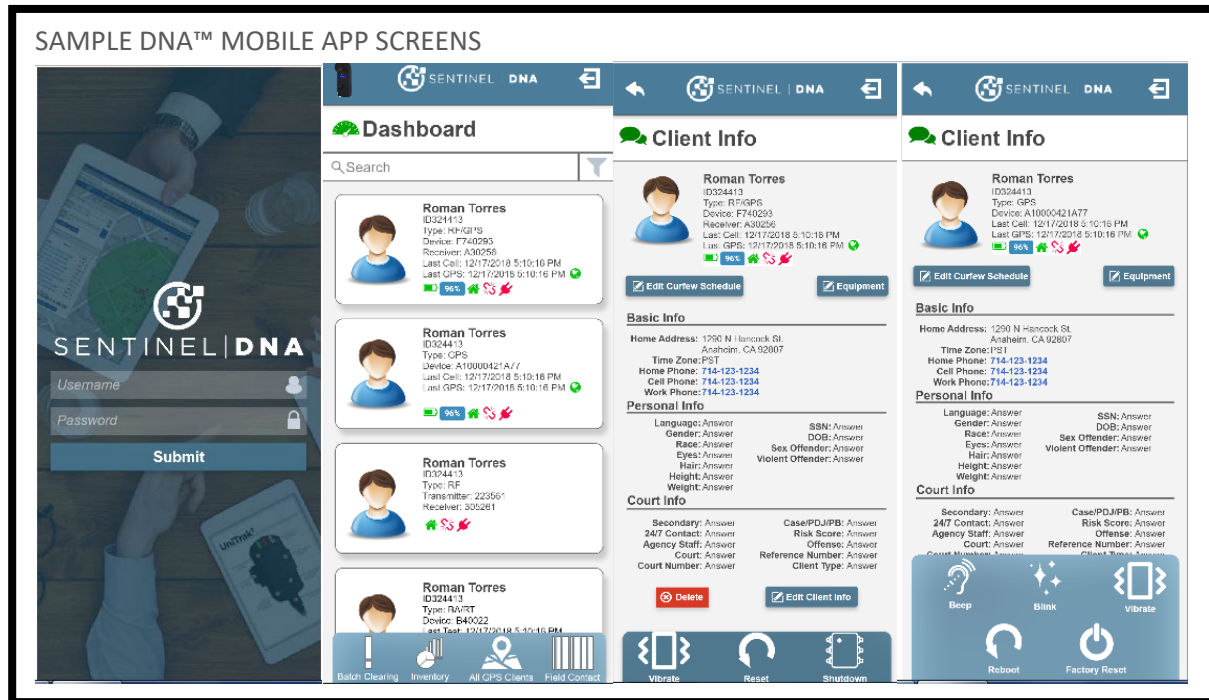 SAMPLE DNA™ MOBILE APP SCREENS
SENTINEL|DNA
Username
Password
Submit
UniTrak
SENTINEL DNA
Dashboard
Search
Roman Torres
ID324413
Type: RF/GPS
Device: F740293
Receiver: A30256
Last Cell: 12/17/2018 5:10:16 PM
Last GPS: 12/17/2018 5:10:16 PM
96%
Roman Torres
ID324413
Type: GPS
Device: A10000421A77
Last Cell: 12/17/2018 5:10:16 PM
Last GPS: 12/17/2018 5:10:16 PM
96%
Roman Torres
ID324413
Type: RF
Transmitter: 223561
Receiver: 305261
Roman Torres
ID324413
Type: BA/RT
Device: B40022
Last Test: 12/17/2018 5:10:16 PM
Batch Clearing
Inventory
All GPS Clients
Field Contact
SENTINEL | DNA
Client Info
Roman Torres
ID324413
Type: RF/GPS
Device: F740293
Receiver: A30256
Last Cell: 12/17/2018 5:10:16 PM
Last GPS: 12/17/2018 5:10:16 PM
96%
Edit Curfew Schedule
Equipment
Basic Info
Home Address: 1290 N Hancock St.
Anaheim, CA 92807
Time Zone: PST
Home Phone: 714-123-1234
Cell Phone: 714-123-1234
Work Phone: 714-123-1234
Personal Info
Language: Answer
Gender: Answer
Race: Answer
Eyes: Answer
Hair: Answer
Height: Answer
Weight: Answer
SSN: Answer
DOB: Answer
Sex Offender: Answer
Violent Offender: Answer
Court Info
Secondary: Answer
24/7 Contact: Answer
Agency Staff: Answer
Court: Answer
Court Number: Answer
Case/PDJ/PB: Answer
Risk Score: Answer
Offense: Answer
Reference Number: Answer
Client Type: Answer
Delete
Edit Client Info
Vibrate
Reset
Shutdown
SENTINEL DNA
Client Info
Roman Torres
ID324413
Type: GPS
Device: A10000421A77
Last Cell: 12/17/2018 5:10:16 PM
Last GPS: 12/17/2018 5:10:16 PM
96%
Edit Curfew Schedule
Equipment
Basic Info
Home Address: 1290 N Hancock St.
Anaheim, CA 92807
Time Zone: PST
Home Phone: 714-123-1234
Cell Phone: 714-123-1234
Work Phone: 714-123-1234
Personal Info
Language: Answer
Gender: Answer
Race: Answer
Eyes: Answer
Hair: Answer
Height: Answer
Weight: Answer
SSN: Answer
DOB: Answer
Sex Offender: Answer
Violent Offender: Answer
Court Info
Secondary: Answer
24/7 Contact: Answer
Agency Staff: Answer
Court: Answer
Court Number: Answer
Case/PDJ/PB: Answer
Risk Score: Answer
Offense: Answer
Reference Number: Answer
Client Type: Answer
Beep
Blink
Vibrate
Reboot
Factory Reset